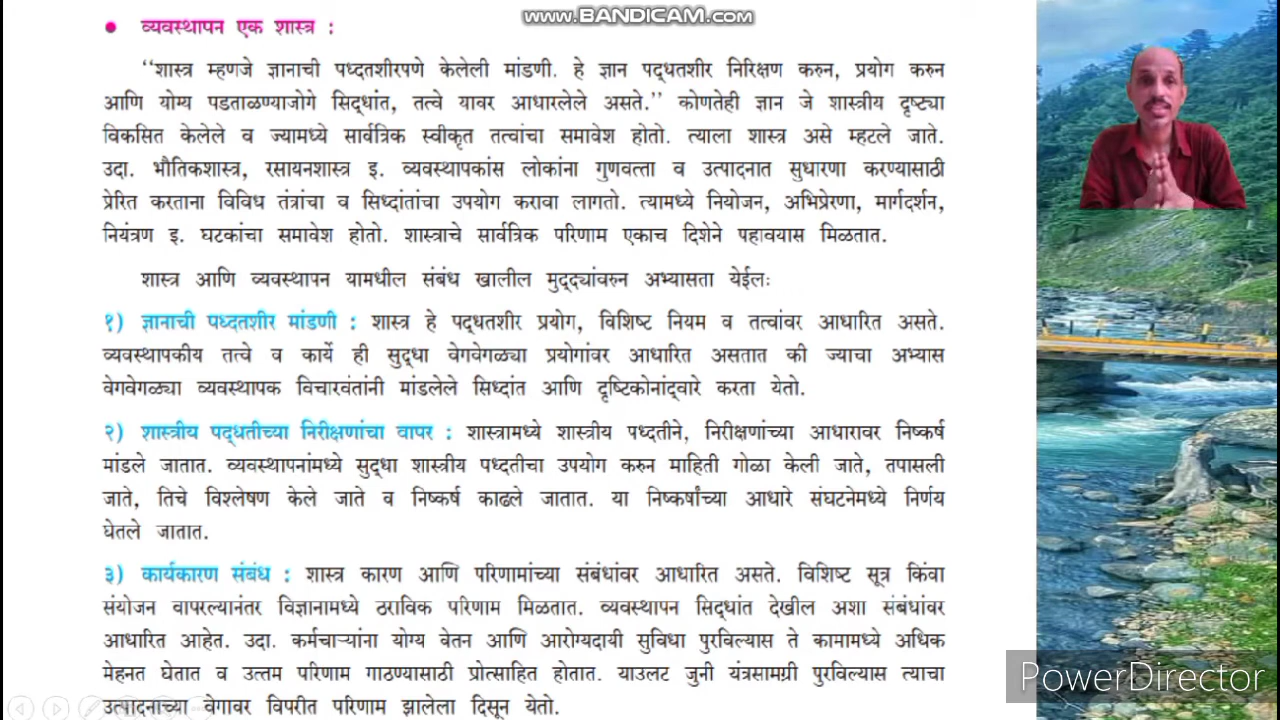 www.BANDICAM.com
• व्यवस्थापन एक शास्त्र :
“शास्त्र म्हणजे ज्ञानाची पध्दतशीरपणे केलेली मांडणी. हे ज्ञान पद्धतशीर निरिक्षण करुन, प्रयोग करुन
आणि योग्य पडताळण्याजोगे सिद्धांत, तत्वे यावर आधारलेले असते.” कोणतेही ज्ञान जे शास्त्रीय दृष्ट्या
विकसित केलेले व ज्यामध्ये सार्वत्रिक स्वीकृत तत्वांचा समावेश होतो. त्याला शास्त्र असे म्हटले जाते.
उदा. भौतिकशास्त्र, रसायनशास्त्र इ. व्यवस्थापकांस लोकांना गुणवत्ता व उत्पादनात सुधारणा करण्यासाठी
प्रेरित करताना विविध तंत्रांचा व सिध्दांतांचा उपयोग करावा लागतो. त्यामध्ये नियोजन, अभिप्रेरणा, मार्गदर्शन,
नियंत्रण इ. घटकांचा समावेश होतो. शास्त्राचे सार्वत्रिक परिणाम एकाच दिशेने पहावयास मिळतात.
शास्त्र आणि व्यवस्थापन यामधील संबंध खालील मुद्द्यांवरुन अभ्यासता येईलः
१) ज्ञानाची पध्दतशीर मांडणी : शास्त्र हे पद्धतशीर प्रयोग, विशिष्ट नियम व तत्वांवर आधारित असते.
व्यवस्थापकीय तत्वे व कार्ये ही सुद्धा वेगवेगळ्या प्रयोगांवर आधारित असतात की ज्याचा अभ्यास
वेगवेगळ्या व्यवस्थापक विचारवंतांनी मांडलेले सिध्दांत आणि दृष्टिकोनांद्वारे करता येतो.
२) शास्त्रीय पद्धतीच्या निरीक्षणांचा वापर : शास्त्रामध्ये शास्त्रीय पध्दतीने, निरीक्षणांच्या आधारावर निष्कर्ष
मांडले जातात. व्यवस्थापनांमध्ये सुद्धा शास्त्रीय पध्दतीचा उपयोग करुन माहिती गोळा केली जाते, तपासली
जाते, तिचे विश्लेषण केले जाते व निष्कर्ष काढले जातात. या निष्कर्षांच्या आधारे संघटनेमध्ये निर्णय
घेतले जातात.
३) कार्यकारण संबंध : शास्त्र कारण आणि परिणामांच्या संबंधांवर आधारित असते. विशिष्ट सूत्र किंवा
संयोजन वापरल्यानंतर विज्ञानामध्ये ठराविक परिणाम मिळतात. व्यवस्थापन सिद्धांत देखील अशा संबंधांवर
आधारित आहेत. उदा. कर्मचाऱ्यांना योग्य वेतन आणि आरोग्यदायी सुविधा पुरविल्यास ते कामामध्ये अधिक
मेहनत घेतात व उत्तम परिणाम गाठण्यासाठी प्रोत्साहित होतात. याउलट जुनी यंत्रसामग्री पुरविल्यास त्याचा
उत्पादनाच्या वेगावर विपरीत परिणाम झालेला दिसून येतो.
PowerDirector